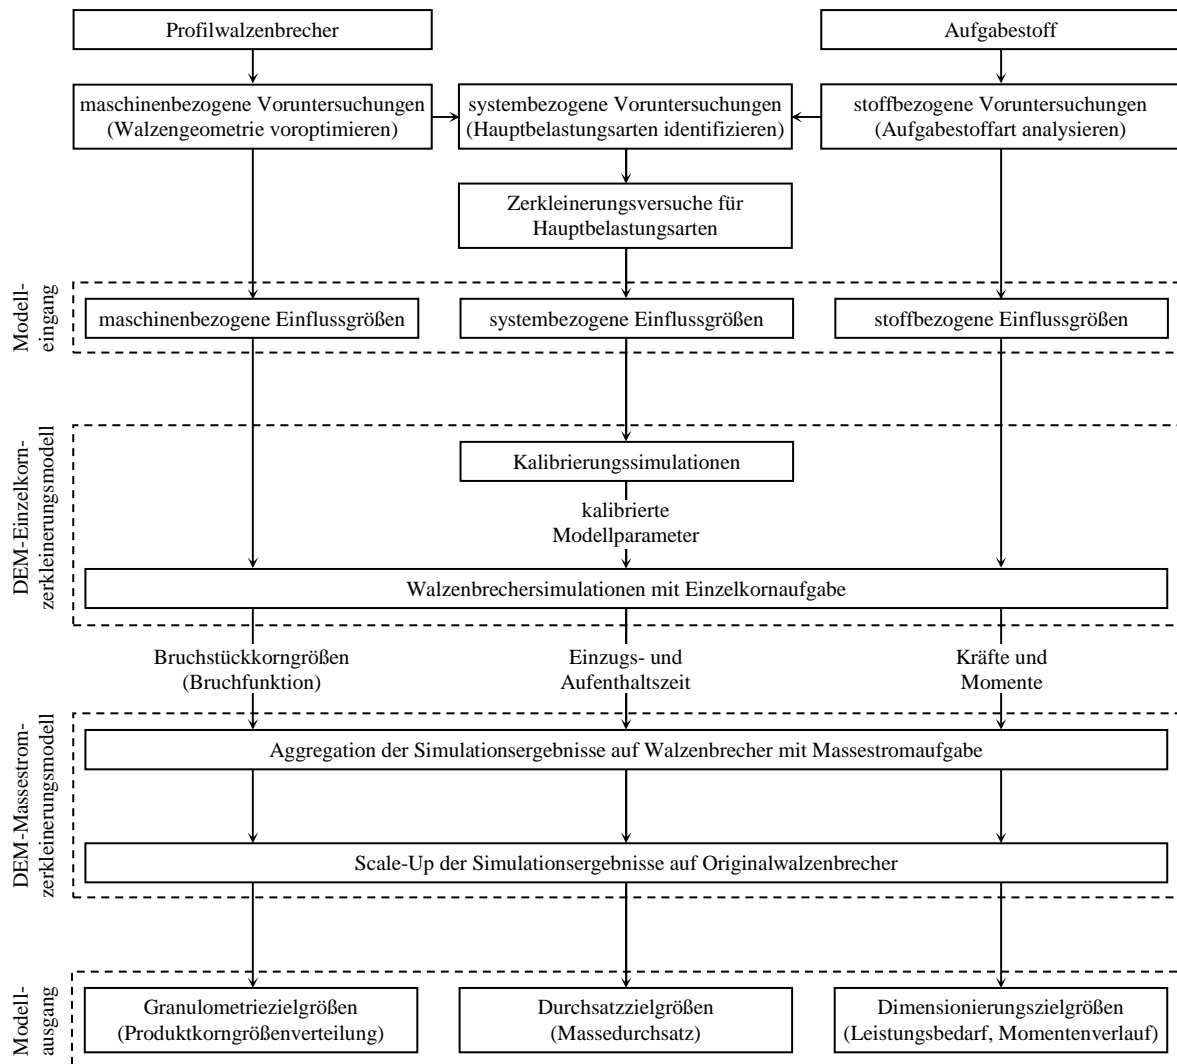 Profilwalzenbrecher
Aufgabestoff
maschinenbezogene Voruntersuchungen
(Walzengeometrie voroptimieren)
systembezogene Voruntersuchungen
(Hauptbelastungsarten identifizieren)
stoffbezogene Voruntersuchungen
(Aufgabestoffart analysieren)
Zerkleinerungsversuche für
Hauptbelastungsarten
Modell-
eingang
maschinenbezogene Einflussgrößen
systembezogene Einflussgrößen
stoffbezogene Einflussgrößen
DEM-Einzelkorn-
zerkleinerungsmodell
Kalibrierungssimulationen
kalibrierte
Modellparameter
Walzenbrechersimulationen mit Einzelkornaufgabe
Bruchstückkorngrößen
(Bruchfunktion)
Einzugs- und
Aufenthaltszeit
Kräfte und
Momente
DEM-Massestrom-
zerkleinerungsmodell
Aggregation der Simulationsergebnisse auf Walzenbrecher mit Massestromaufgabe
Scale-Up der Simulationsergebnisse auf Originalwalzenbrecher
Modell-
ausgang
Granulometriezielgrößen
(Produktkorngrößenverteilung)
Durchsatzzielgrößen
(Massedurchsatz)
Dimensionierungszielgrößen
(Leistungsbedarf, Momentenverlauf)